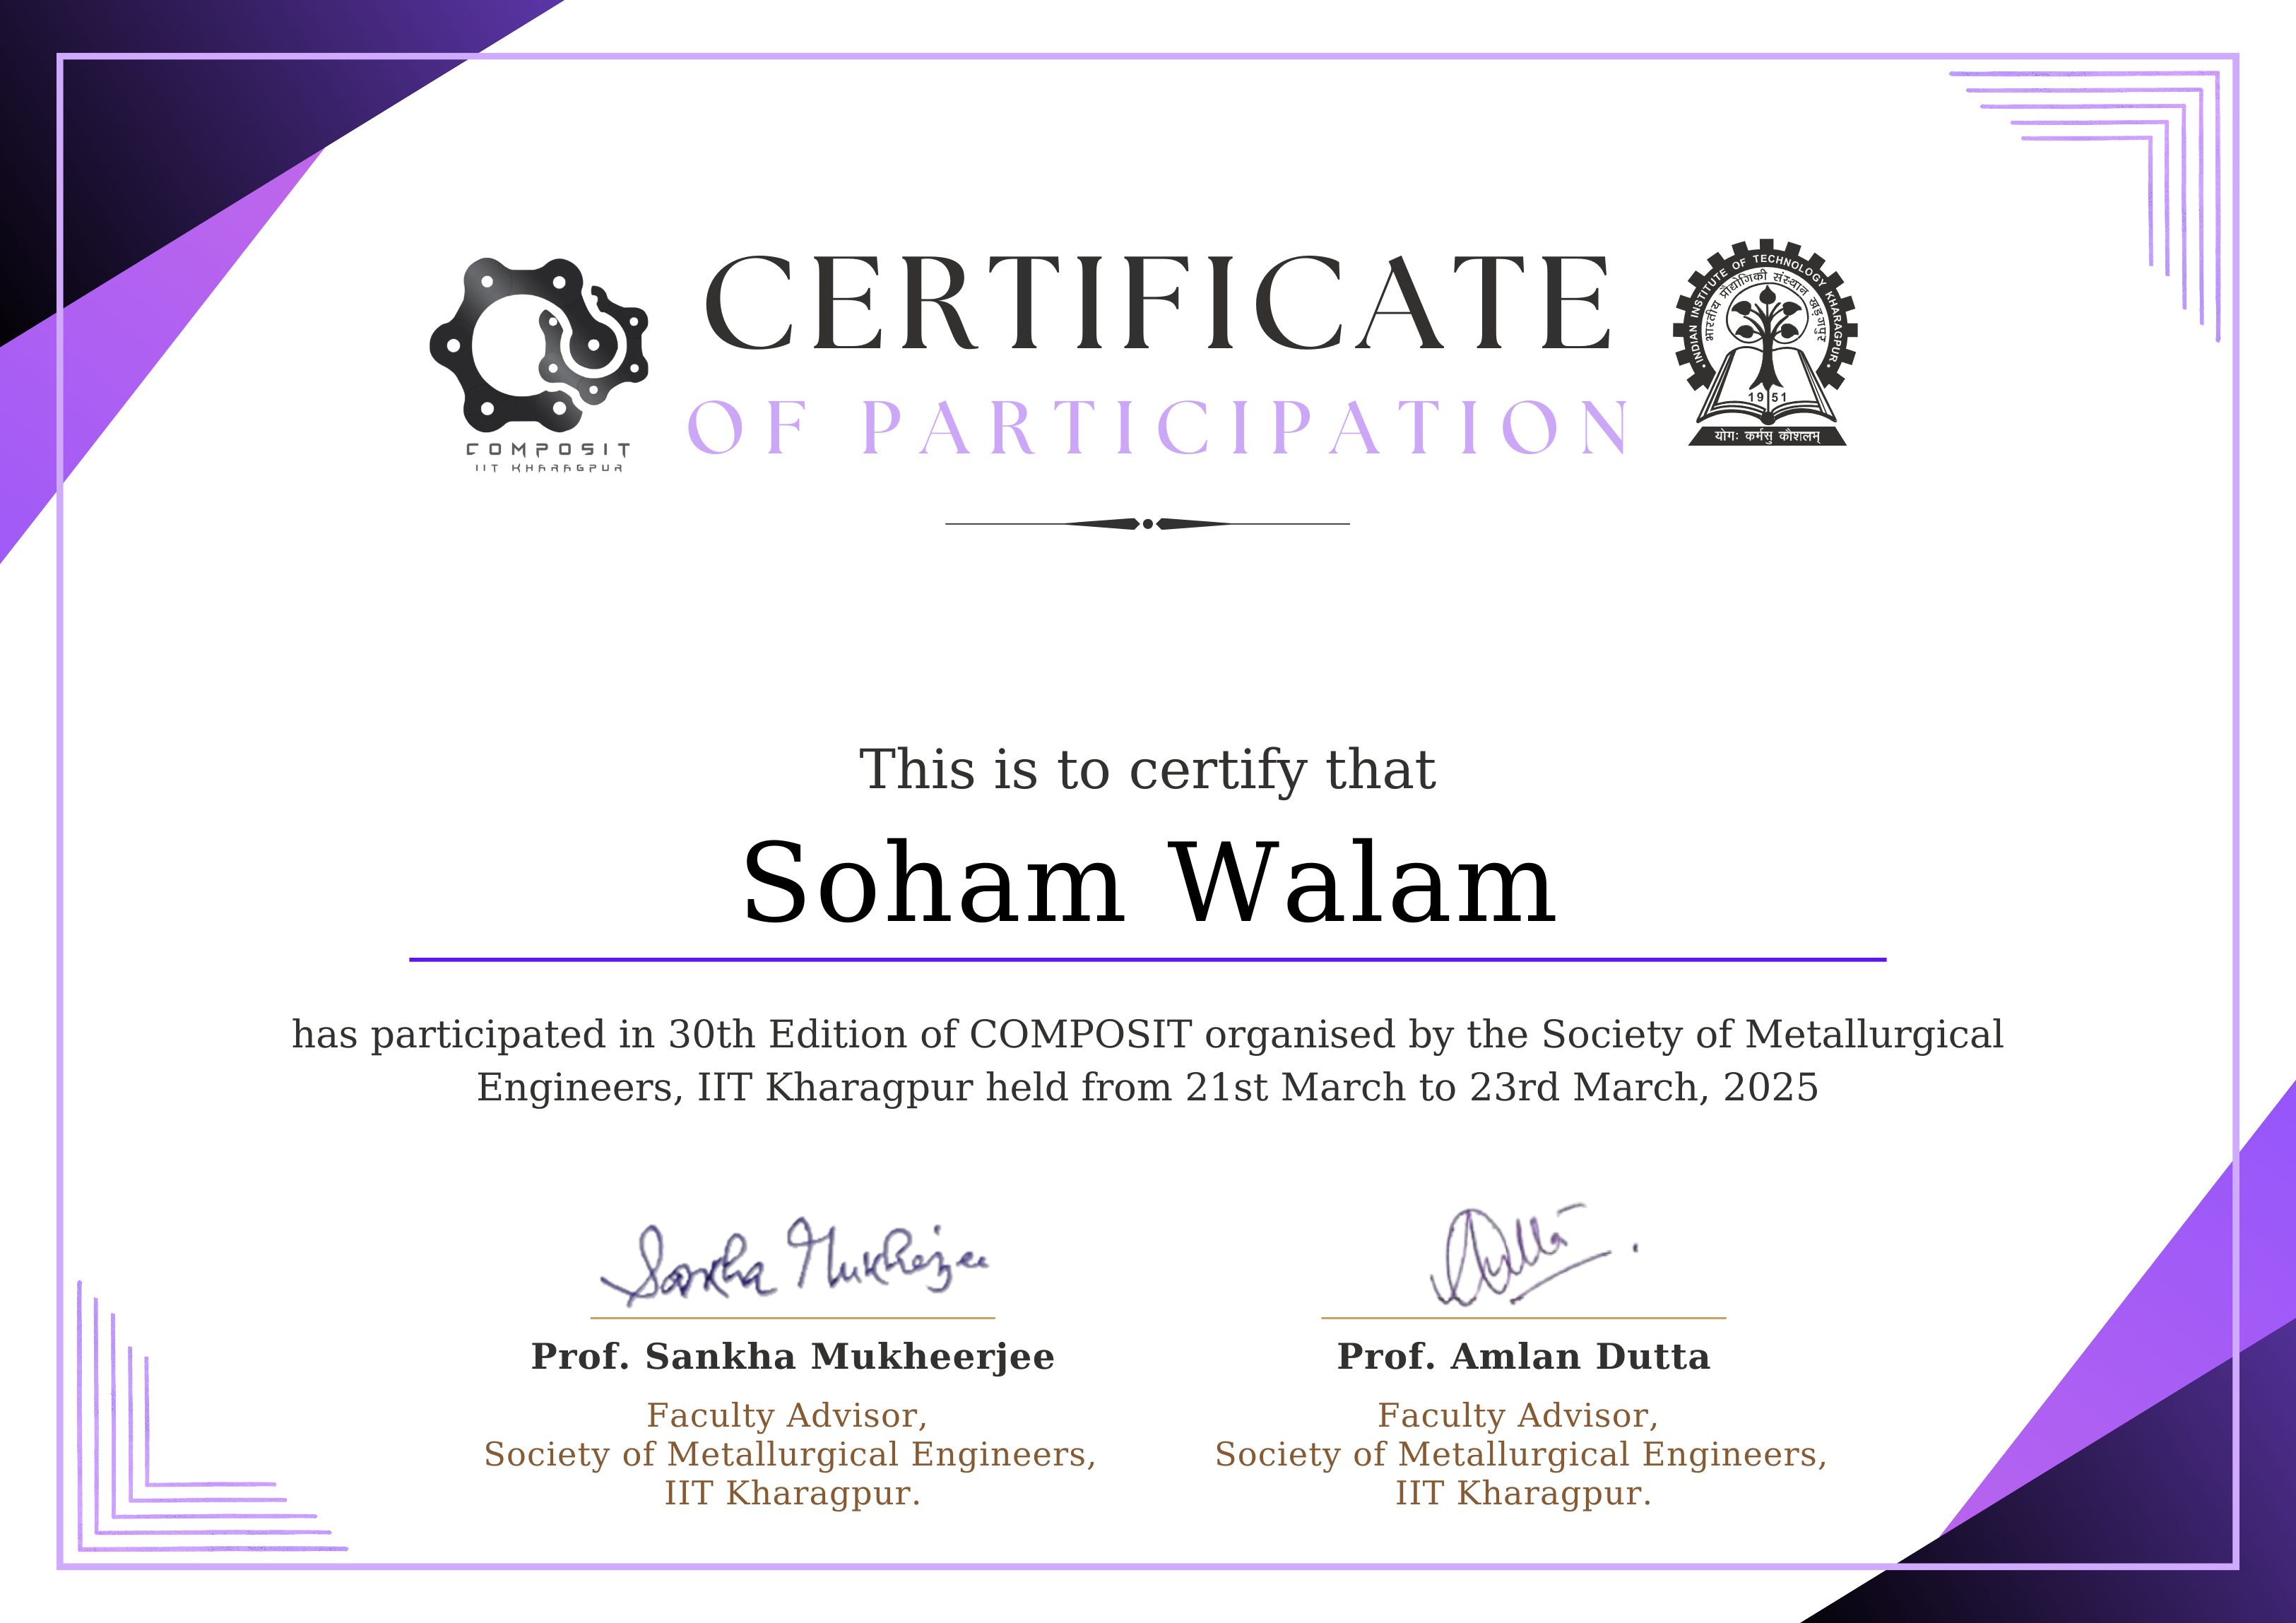 CERTIFICATE
OF PARTICIPATION
COMPOSIT
IIT KHARAGPUR
INDIAN INSTITUTE OF TECHNOLOGY KHARAGPUR
भारतीय प्रौद्योगिकी संस्थान खड़गपुर
1951
योगः कर्मसु कौशलम्
This is to certify that
Soham Walam
has participated in 30th Edition of COMPOSIT organised by the Society of Metallurgical
Engineers, IIT Kharagpur held from 21st March to 23rd March, 2025
Sankha Mukherjee
Dutta
Prof. Sankha Mukheerjee
Faculty Advisor,
Society of Metallurgical Engineers,
IIT Kharagpur.
Prof. Amlan Dutta
Faculty Advisor,
Society of Metallurgical Engineers,
IIT Kharagpur.